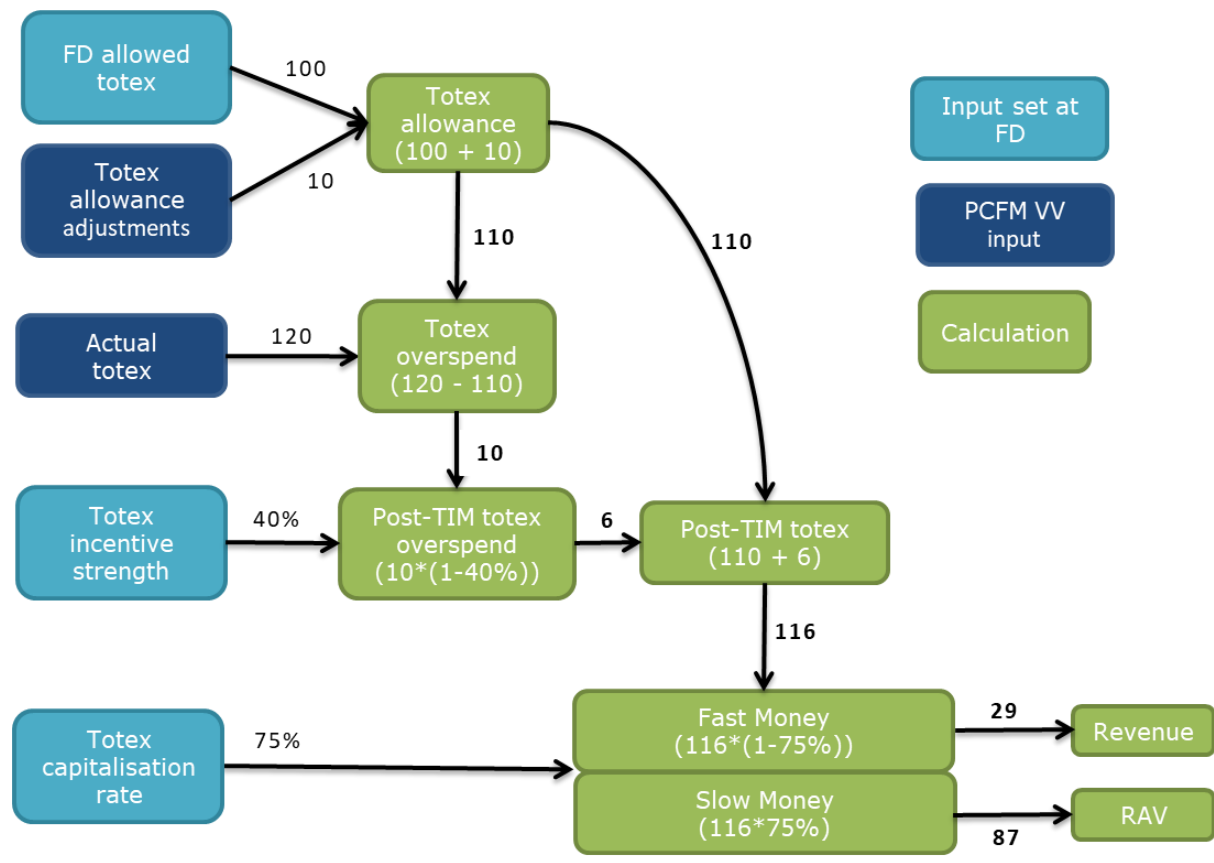 FD allowed
totex
100
Totex
allowance
(100 + 10)
Input set at
FD
Totex
allowance
adjustments
10
PCFM VV
input
110
110
Actual
totex
120
Totex
overspend
(120 - 110)
Calculation
10
Totex
incentive
strength
40%
Post-TIM totex
overspend
(10*(1-40%))
6
Post-TIM totex
(110 + 6)
116
Totex
capitalisation
rate
75%
Fast Money
(116*(1-75%))
29
Revenue
Slow Money
(116*75%)
87
RAV